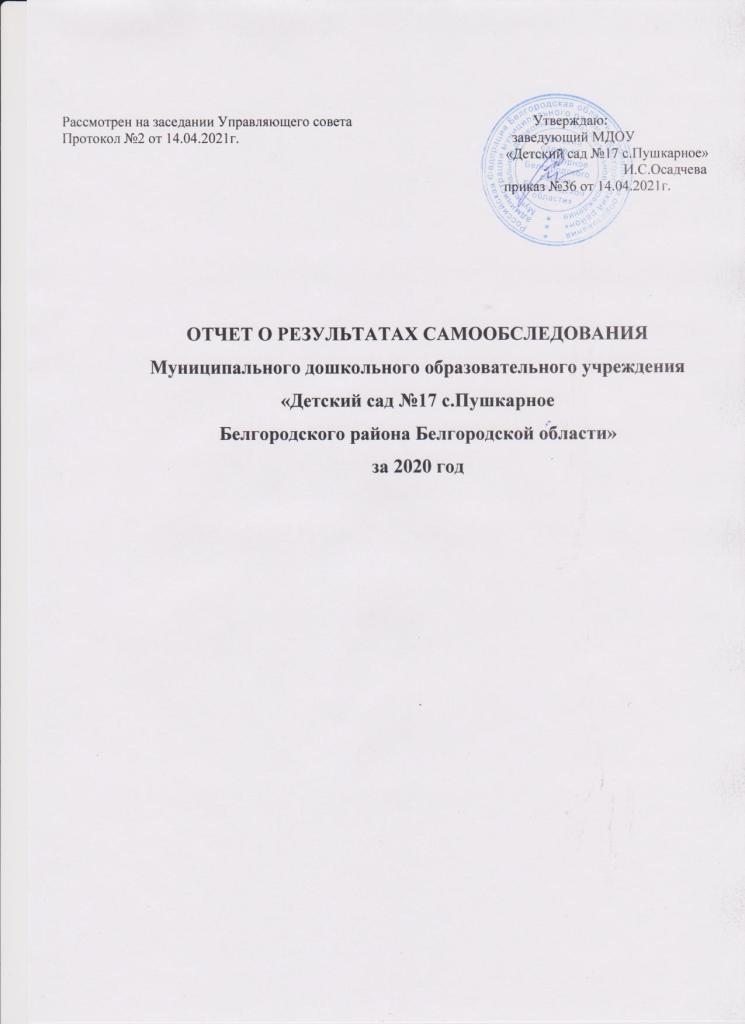 Рассмотрен на заседании Управляющего совета
Протокол №2 от 14.04.2021г.
Утверждаю:
заведующий МДОУ
«Детский сад №17 с.Пушкарное»
И.С.Осадчева
приказ №36 от 14.04.2021г.
ОТЧЕТ О РЕЗУЛЬТАТАХ САМООБСЛЕДОВАНИЯ
Муниципального дошкольного образовательного учреждения
«Детский сад №17 с.Пушкарное
Белгородского района Белгородской области»
за 2020 год